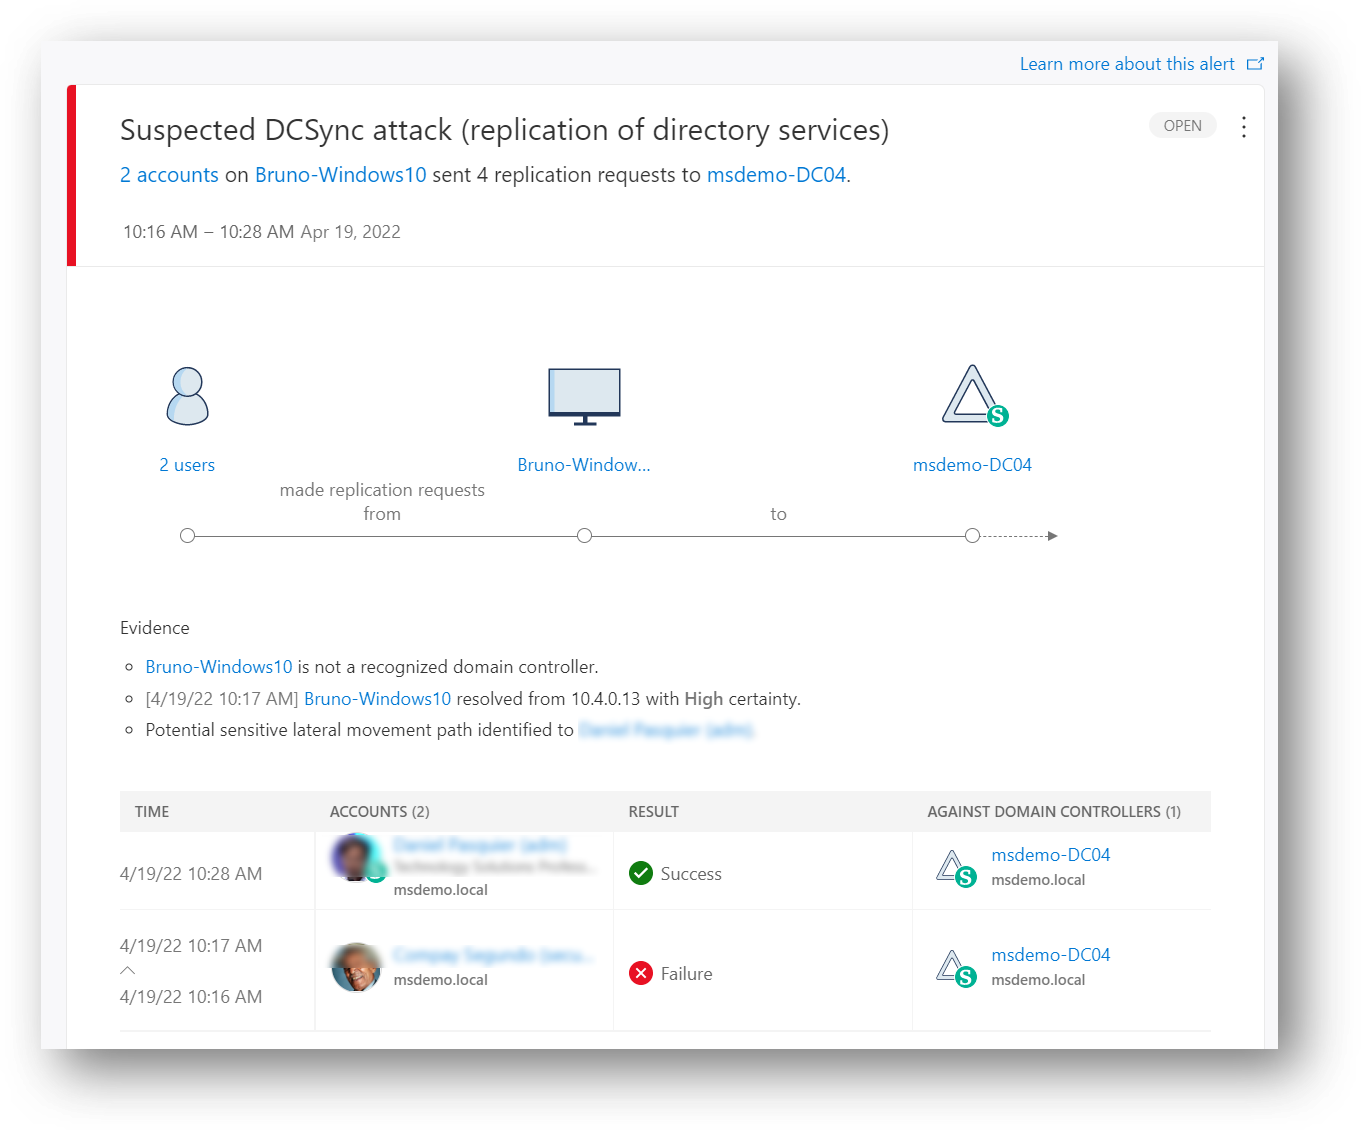 Learn more about this alert
Suspected DCSync attack (replication of directory services)
OPEN
2 accounts on Bruno-Windows10 sent 4 replication requests to msdemo-DC04.
10:16 AM – 10:28 AM Apr 19, 2022
2 users
Bruno-Window...
msdemo-DC04
made replication requests
from
to
Evidence
Bruno-Windows10 is not a recognized domain controller.
[4/19/22 10:17 AM] Bruno-Windows10 resolved from 10.4.0.13 with High certainty.
Potential sensitive lateral movement path identified to
TIME ACCOUNTS (2) RESULT AGAINST DOMAIN CONTROLLERS (1)
4/19/22 10:28 AM
msdemo.local
Success
msdemo-DC04
msdemo.local
4/19/22 10:17 AM
4/19/22 10:16 AM
msdemo.local
Failure
msdemo-DC04
msdemo.local